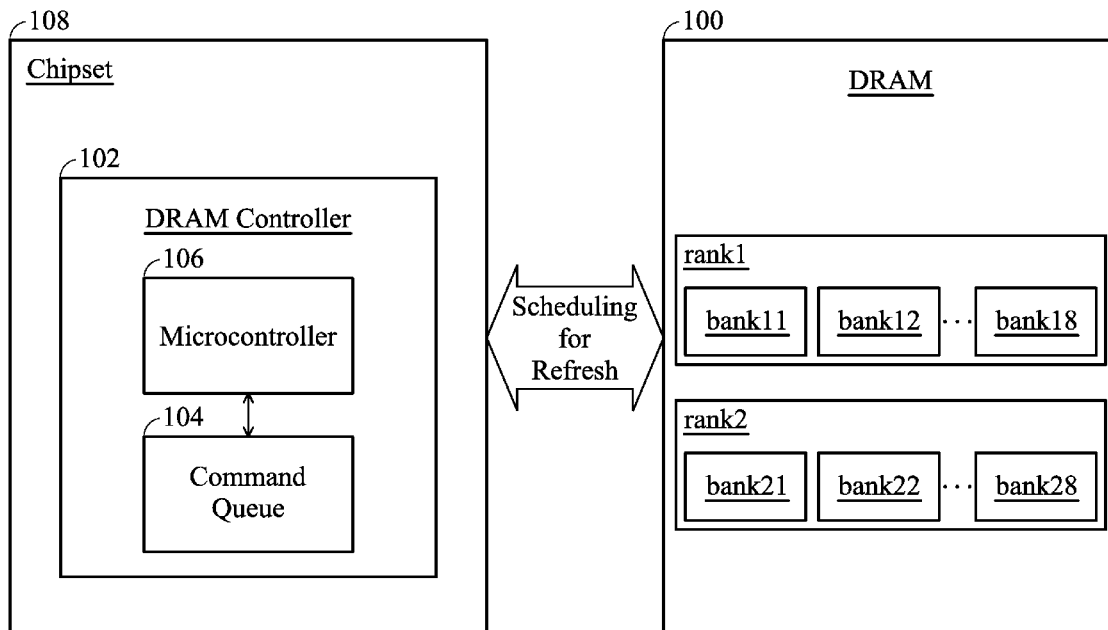 108
Chipset
102
DRAM Controller
106
Microcontroller
104
Command
Queue
Scheduling
for
Refresh
100
DRAM
rank1
bank11 bank12 ··· bank18
rank2
bank21 bank22 ··· bank28